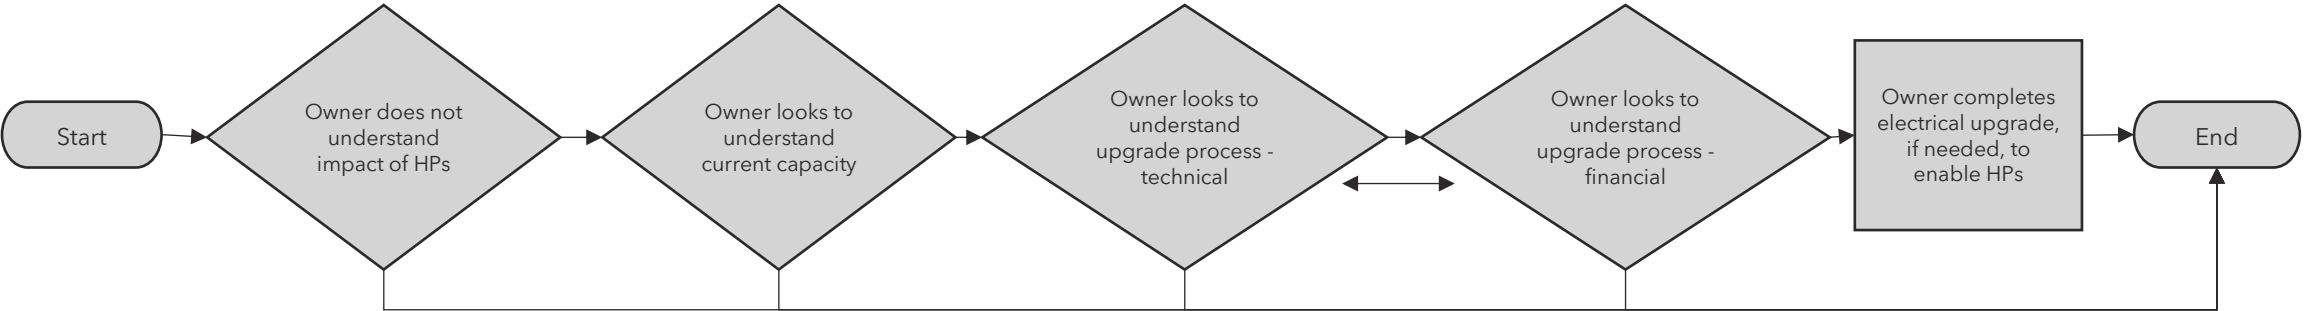 Start
Owner does not
understand
impact of HPs
Owner looks to
understand
current capacity
Owner looks to
understand
upgrade process -
technical
Owner looks to
understand
upgrade process -
financial
Owner completes
electrical upgrade,
if needed, to
enable HPs
End